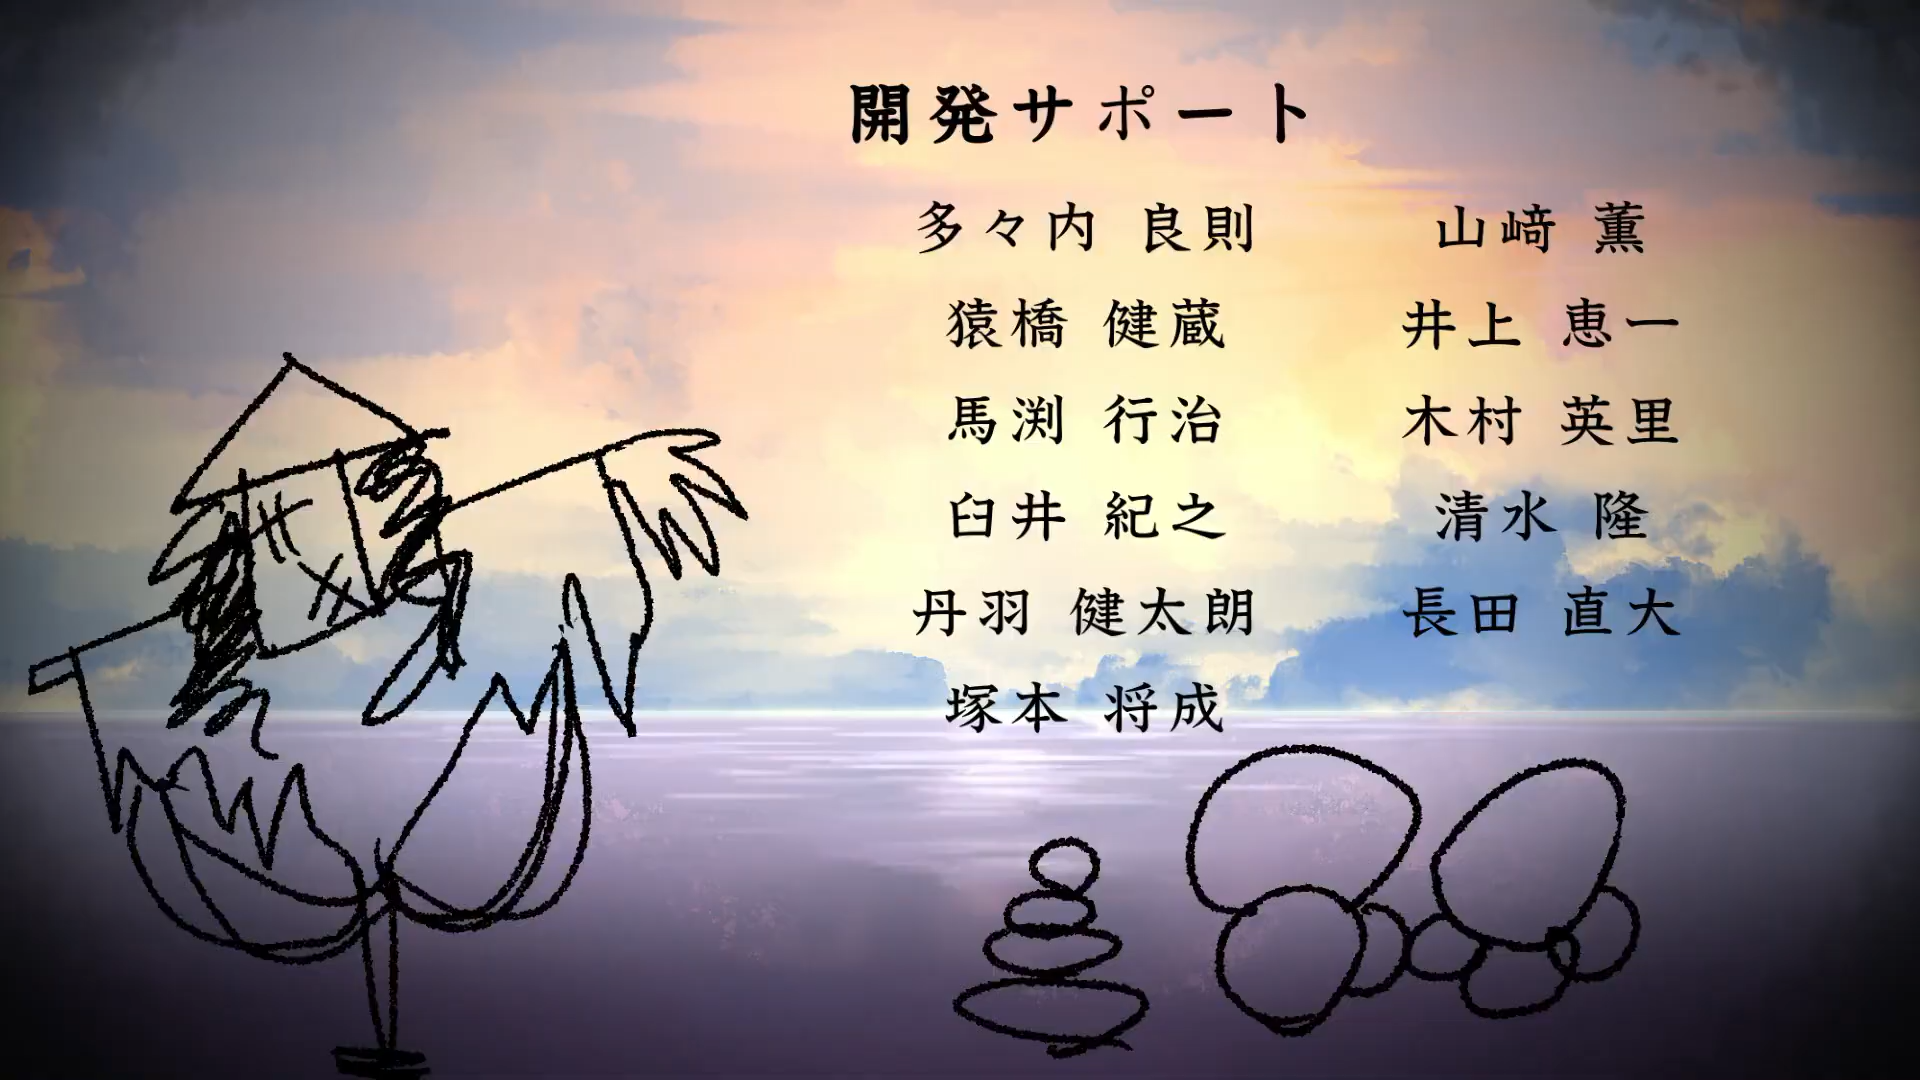 開発サポート
多々内 良則 山﨑 薫
猿橋 健蔵 井上 恵一
馬渕 行治 木村 英里
臼井 紀之 清水 隆
丹羽 健太朗 長田 直大
塚本 将成